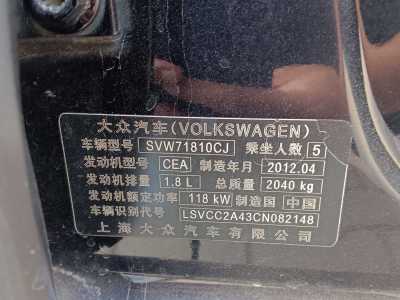 大众汽车(VOLKSWAGEN)
车辆型号 SVW71810CJ 乘坐人数 5
发动机型号 CEA 制造年月 2012.04
发动机排量 1.8 L 总质量 2040 kg
发动机额定功率 118 kW 制造国 中国
车辆识别代号 LSVCC2A43CN082148
上海大众汽车有限公司